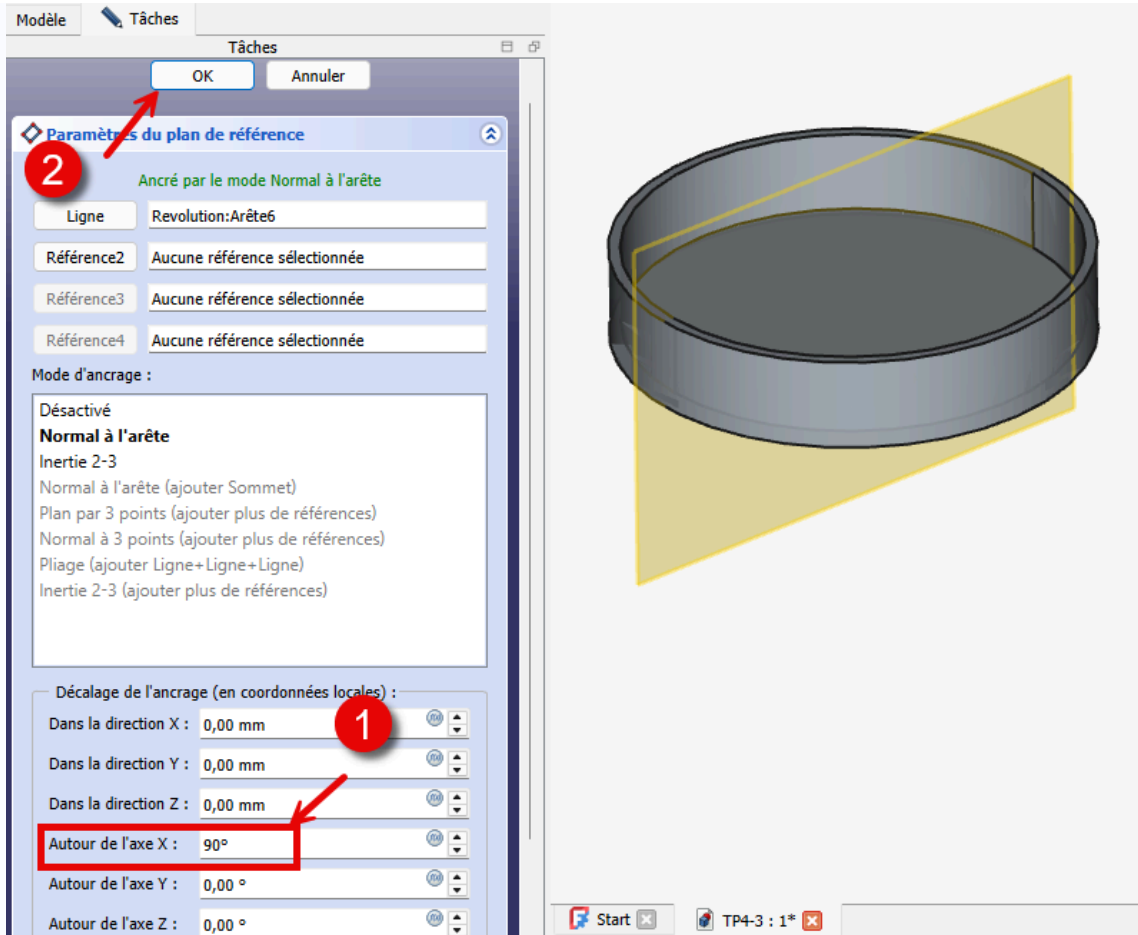 Modèle Tâches
Tâches
OK Annuler
Paramètres du plan de référence
2
Ancré par le mode Normal à l'arête
Ligne Revolution:Arête6
Référence2 Aucune référence sélectionnée
Référence3 Aucune référence sélectionnée
Référence4 Aucune référence sélectionnée
Mode d'ancrage :
Désactivé
Normal à l'arête
Inertie 2-3
Normal à l'arête (ajouter Sommet)
Plan par 3 points (ajouter plus de références)
Normal à 3 points (ajouter plus de références)
Pliage (ajouter Ligne+Ligne+Ligne)
Inertie 2-3 (ajouter plus de références)
Décalage de l'ancrage (en coordonnées locales) :
Dans la direction X : 0,00 mm
1
Dans la direction Y : 0,00 mm
Dans la direction Z : 0,00 mm
Autour de l'axe X : 90°
Autour de l'axe Y : 0,00 °
Autour de l'axe Z : 0,00 °
Start TP4-3 : 1*